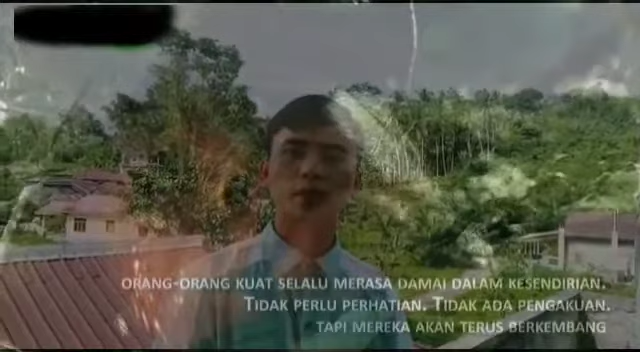 ORANG-ORANG KUAT SELALU MERASA DAMAI DALAM KESENDIRIAN.
TIDAK PERLU PERHATIAN. TIDAK ADA PENGAKUAN.
TAPI MEREKA AKAN TERUS BERKEMBANG